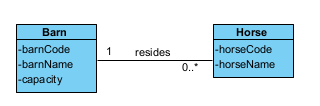 Barn
-barnCode
-barnName
-capacity
1 resides
0..*
Horse
-horseCode
-horseName